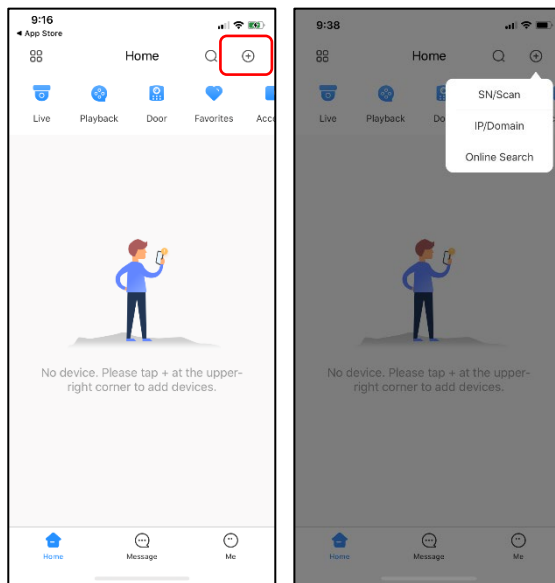 9:16
App Store
Home
Live
Playback
Door
Favorites
Acce
No device. Please tap + at the upper-
right corner to add devices.
Home
Message
Me
9:38
Home
SN/Scan
IP/Domain
Online Search
Live
Playback
Do
No device. Please tap + at the upper-
right corner to add devices.
Home
Message
Me